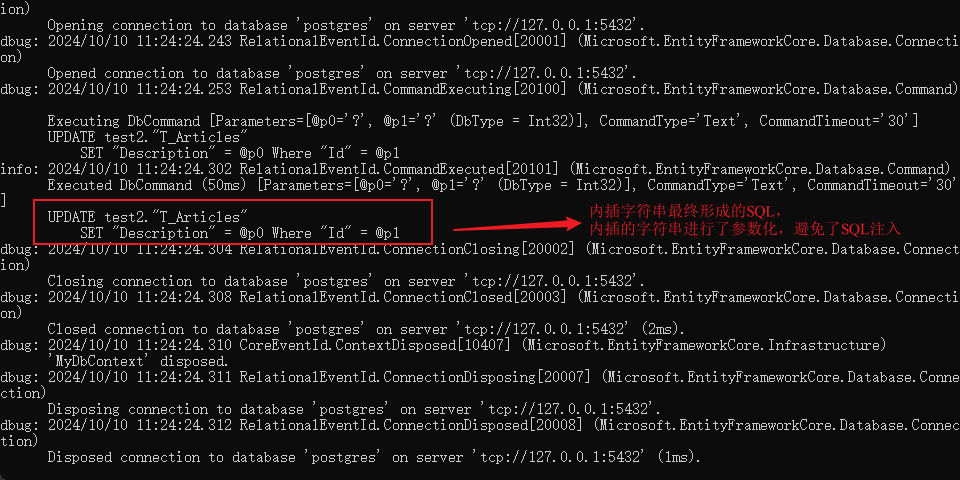 ion)
Opening connection to database 'postgres' on server 'tcp://127.0.0.1:5432'.
dbug: 2024/10/10 11:24:24.243 RelationalEventId.ConnectionOpened[20001] (Microsoft.EntityFrameworkCore.Database.Connecti
on)
Opened connection to database 'postgres' on server 'tcp://127.0.0.1:5432'.
dbug: 2024/10/10 11:24:24.253 RelationalEventId.CommandExecuting[20100] (Microsoft.EntityFrameworkCore.Database.Command)
Executing DbCommand [Parameters=[@p0='?', @p1='?' (DbType = Int32)], CommandType='Text', CommandTimeout='30']
UPDATE test2."T_Articles"
SET "Description" = @p0 Where "Id" = @p1
info: 2024/10/10 11:24:24.302 RelationalEventId.CommandExecuted[20101] (Microsoft.EntityFrameworkCore.Database.Command)
Executed DbCommand (50ms) [Parameters=[@p0='?', @p1='?' (DbType = Int32)], CommandType='Text', CommandTimeout='30'
]
UPDATE test2."T_Articles"
SET "Description" = @p0 Where "Id" = @p1
内插字符串最终形成的SQL，
内插的字符串进行了参数化，避免了SQL注入
dbug: 2024/10/10 11:24:24.304 RelationalEventId.ConnectionClosing[20002] (Microsoft.EntityFrameworkCore.Database.Connect
ion)
Closing connection to database 'postgres' on server 'tcp://127.0.0.1:5432'.
dbug: 2024/10/10 11:24:24.308 RelationalEventId.ConnectionClosed[20003] (Microsoft.EntityFrameworkCore.Database.Connecti
on)
Closed connection to database 'postgres' on server 'tcp://127.0.0.1:5432' (2ms).
dbug: 2024/10/10 11:24:24.310 CoreEventId.ContextDisposed[10407] (Microsoft.EntityFrameworkCore.Infrastructure)
'MyDbContext' disposed.
dbug: 2024/10/10 11:24:24.311 RelationalEventId.ConnectionDisposing[20007] (Microsoft.EntityFrameworkCore.Database.Conne
ction)
Disposing connection to database 'postgres' on server 'tcp://127.0.0.1:5432'.
dbug: 2024/10/10 11:24:24.312 RelationalEventId.ConnectionDisposed[20008] (Microsoft.EntityFrameworkCore.Database.Connec
tion)
Disposed connection to database 'postgres' on server 'tcp://127.0.0.1:5432' (1ms).